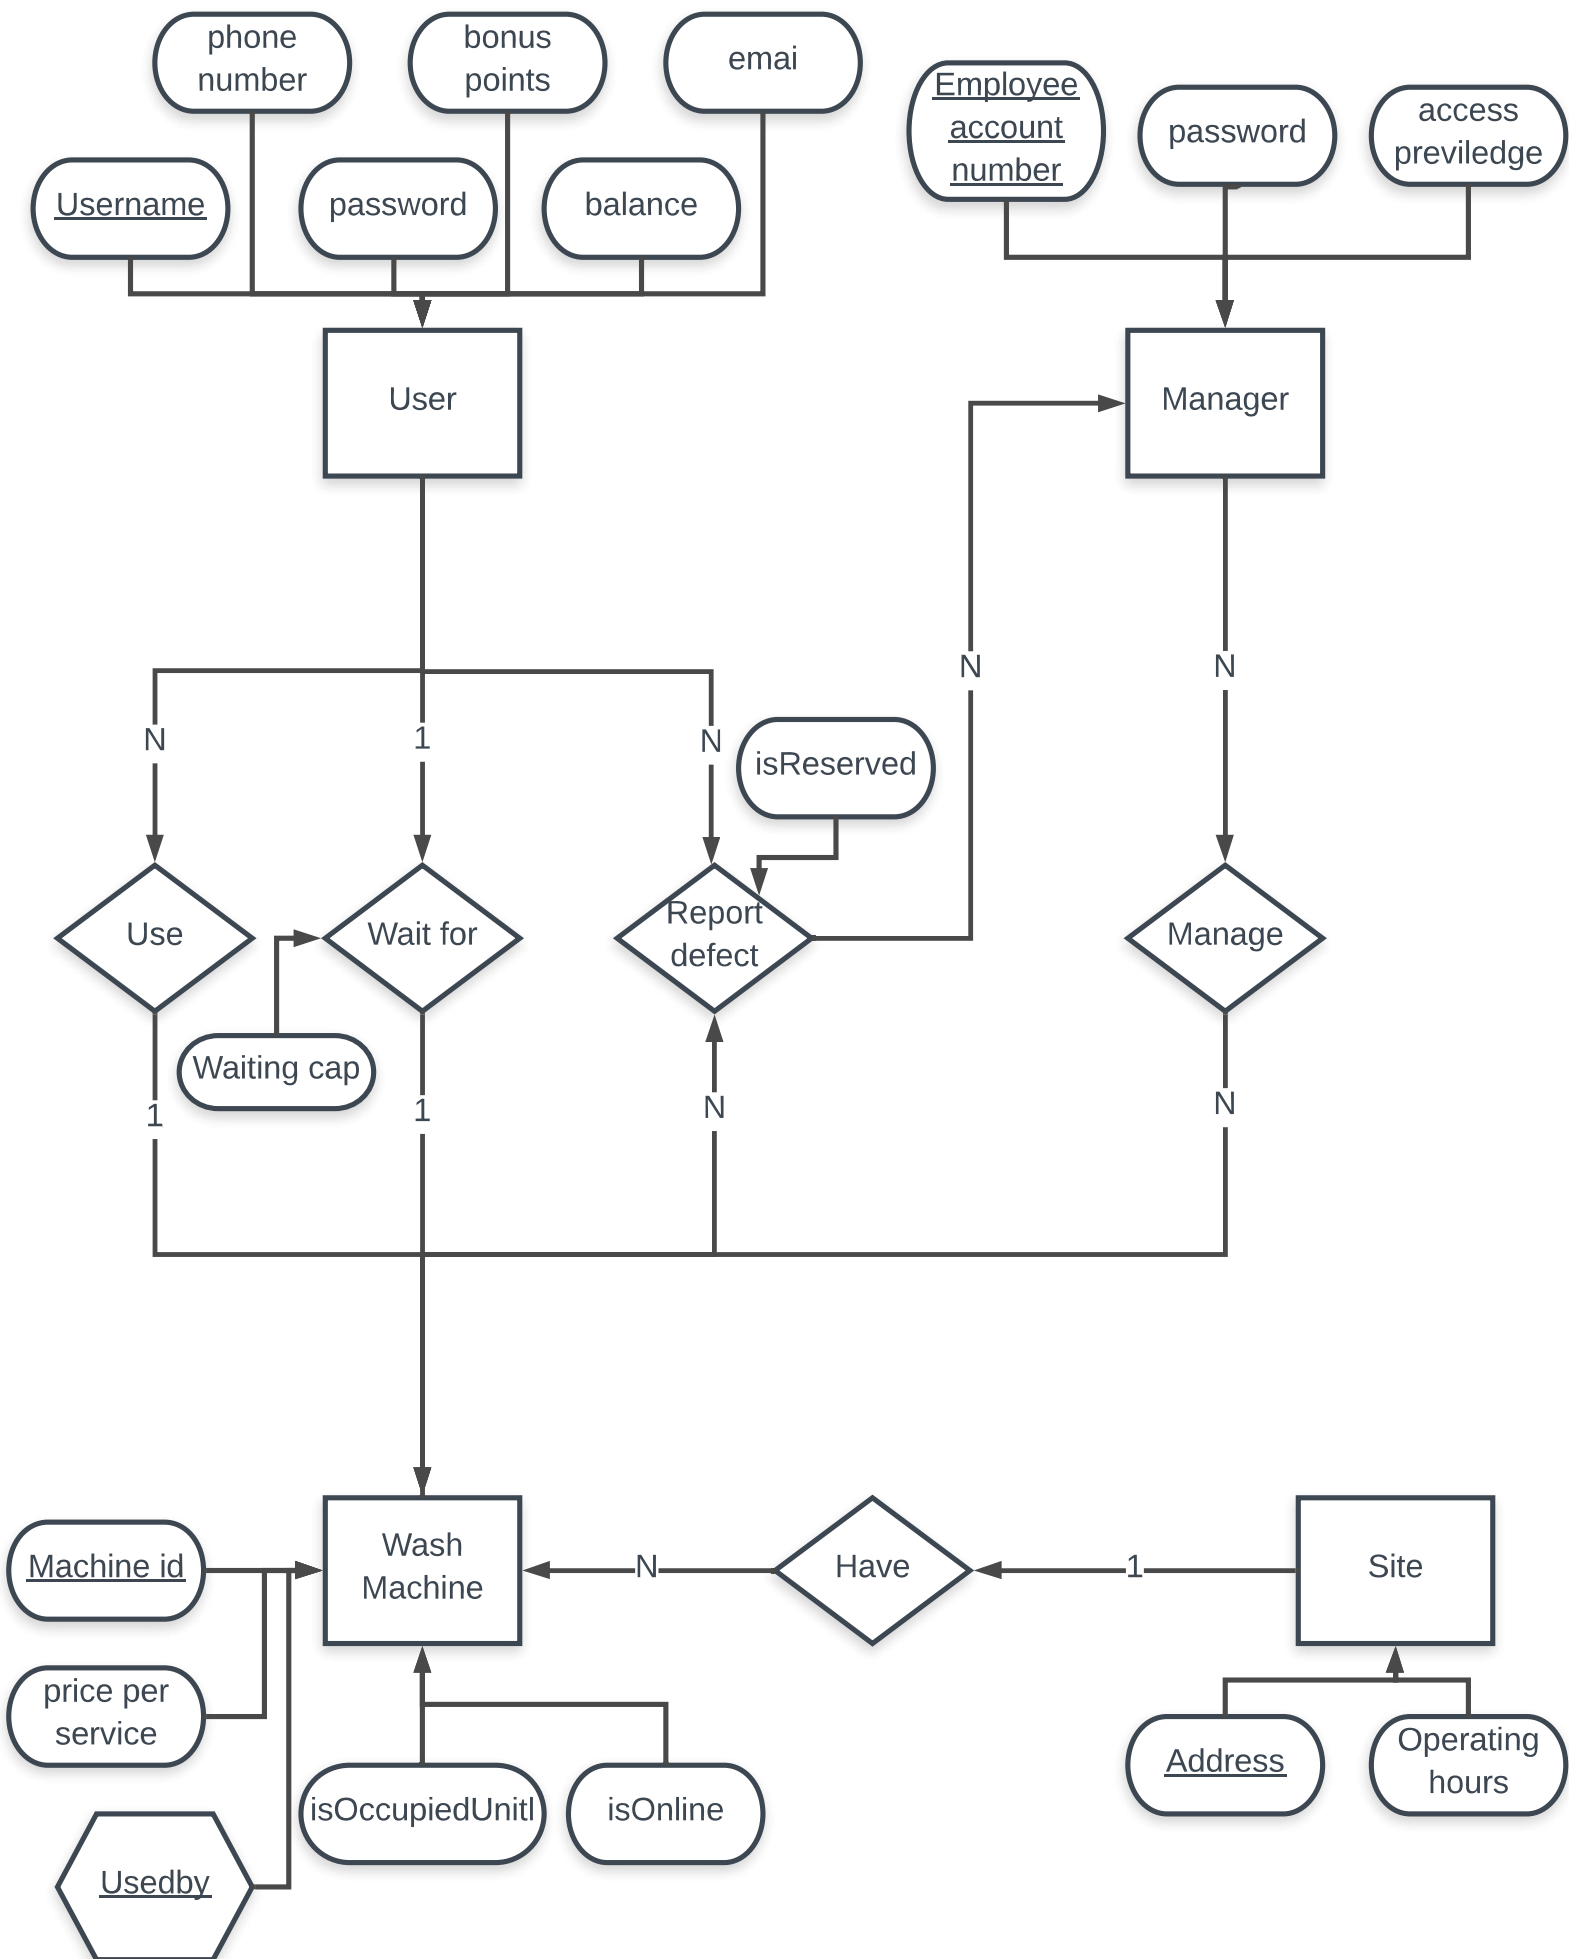 phone
number
bonus
points
emai
Employee
account
number
password
access
previledge
Username
password
balance
User
Manager
N
N
N
1
N
isReserved
Use
Wait for
Report
defect
Manage
Waiting cap
1
1
N
N
Wash
Machine
Machine id
N
Have
1
Site
price per
service
Address
Operating
hours
isOccupiedUnitl
isOnline
Usedby